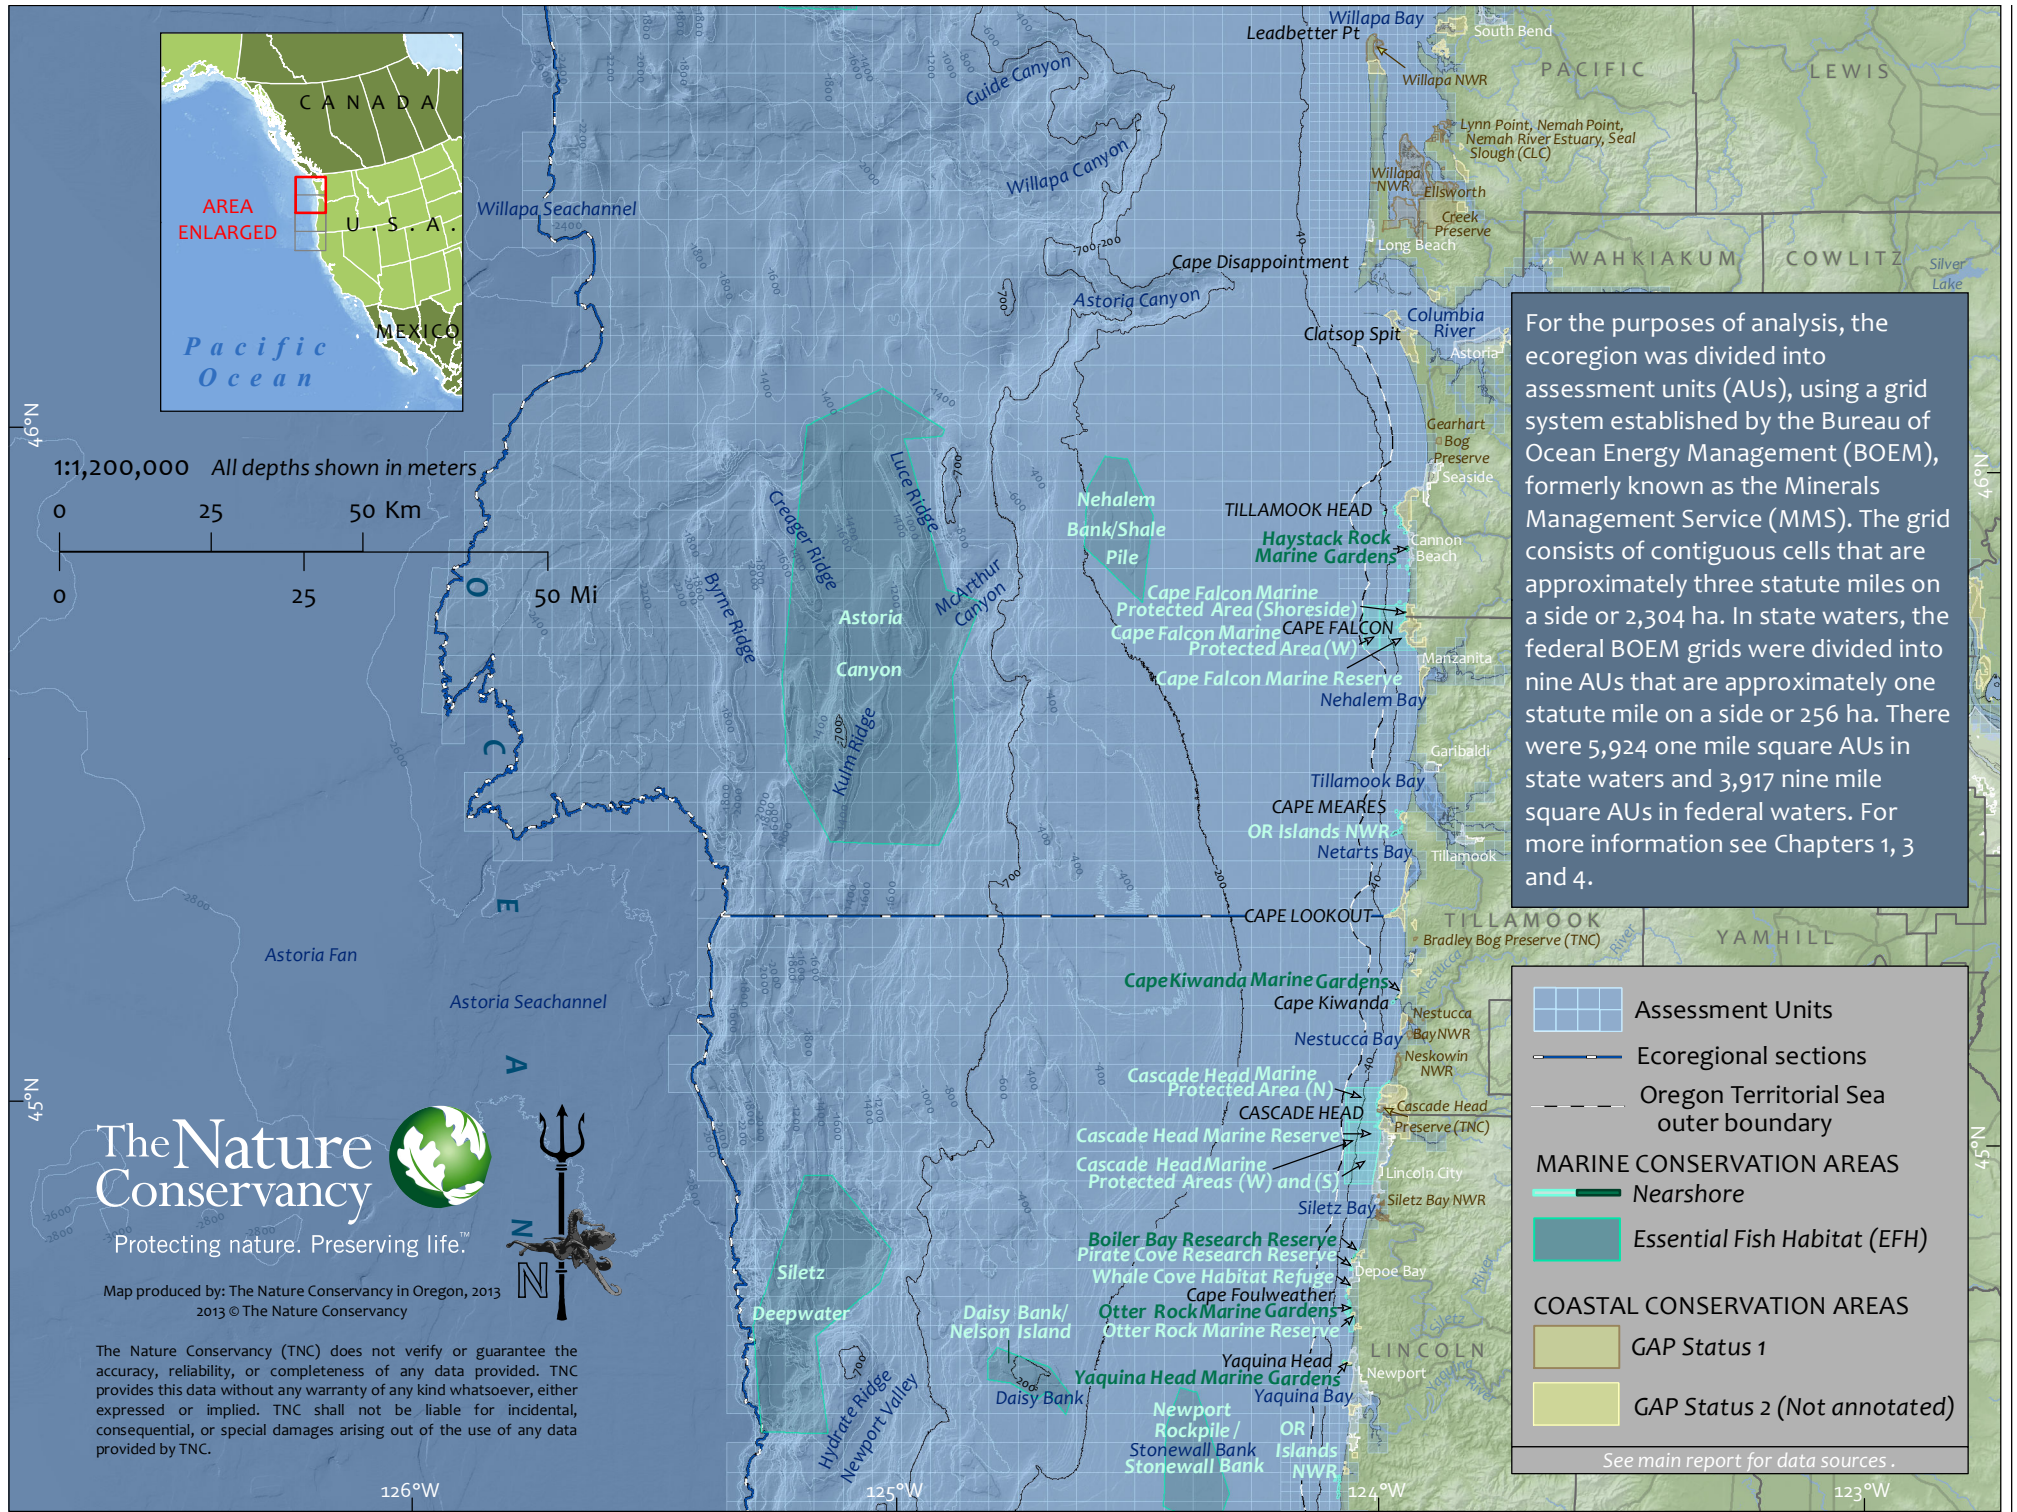 CANADA
AREA
ENLARGED
U.S.A.
MEXICO
Pacific
Ocean
46°N
1:1,200,000 All depths shown in meters
0 25 50 Km
0 25 50 Mi
OCEAN
Willapa Bay
Leadbetter Pt
South Bend
Willapa NWR
PACIFIC
LEWIS
Guide Canyon
Lynn Point, Nemah Point,
Nemah River Estuary, Seal
Slough (CLC)
Willapa Canyon
Willapa
NWR
Ellsworth
Creek
Preserve
Willapa Seachannel
Long Beach
WAHKIAKUM
COWLITZ
Silver
Lake
Cape Disappointment
Astoria Canyon
Columbia
River
Clatsop Spit
Astoria
Gearhart
Bog
Preserve
Seaside
46°N
Luce Ridge
Creager Ridge
Byrne Ridge
McArthur
Canyon
Kulm Ridge
Astoria
Canyon
Nehalem
Bank/Shale
Pile
TILLAMOOK HEAD
Haystack Rock
Marine Gardens
Cannon
Beach
Cape Falcon Marine
Protected Area (Shoreside)
CAPE FALCON
Cape Falcon Marine
Protected Area (W)
Manzanita
Cape Falcon Marine Reserve
Nehalem Bay
Garibaldi
Tillamook Bay
CAPE MEARES
OR Islands NWR
Netarts Bay
Tillamook
CAPE LOOKOUT
TILLAMOOK
YAMHILL
Bradley Bog Preserve (TNC)
River
Nestucca
Astoria Fan
Astoria Seachannel
Cape Kiwanda Marine Gardens
Cape Kiwanda
Nestucca
Bay NWR
Nestucca Bay
Neskowin
NWR
Cascade Head Marine
Protected Area (N)
CASCADE HEAD
Cascade Head
Preserve (TNC)
Cascade Head Marine Reserve
Cascade Head Marine
Protected Areas (W) and (S)
Lincoln City
Siletz Bay
Siletz Bay NWR
Boiler Bay Research Reserve
Pirate Cove Research Reserve
Depoe Bay
Whale Cove Habitat Refuge
Cape Foulweather
Otter Rock Marine Gardens
Otter Rock Marine Reserve
Siletz
River
LINCOLN
Yaquina Head
Yaquina Head Marine Gardens
Newport
Yaquina Bay
Yaquina
River
Siletz
Deepwater
Daisy Bank/
Nelson Island
Daisy Bank
Hydrate Ridge
Newport Valley
Newport
Rockpile /
Stonewall Bank
Stonewall Bank
OR
Islands
NWR
45°N
45°N
126°W
125°W
124°W
123°W
For the purposes of analysis, the
ecoregion was divided into
assessment units (AUs), using a grid
system established by the Bureau of
Ocean Energy Management (BOEM),
formerly known as the Minerals
Management Service (MMS). The grid
consists of contiguous cells that are
approximately three statute miles on
a side or 2,304 ha. In state waters, the
federal BOEM grids were divided into
nine AUs that are approximately one
statute mile on a side or 256 ha. There
were 5,924 one mile square AUs in
state waters and 3,917 nine mile
square AUs in federal waters. For
more information see Chapters 1, 3
and 4.
Assessment Units
Ecoregional sections
Oregon Territorial Sea
outer boundary
MARINE CONSERVATION AREAS
Nearshore
Essential Fish Habitat (EFH)
COASTAL CONSERVATION AREAS
GAP Status 1
GAP Status 2 (Not annotated)
See main report for data sources .
The Nature
Conservancy
Protecting nature. Preserving life.™
N
Map produced by: The Nature Conservancy in Oregon, 2013
2013 © The Nature Conservancy
The Nature Conservancy (TNC) does not verify or guarantee the
accuracy, reliability, or completeness of any data provided. TNC
provides this data without any warranty of any kind whatsoever, either
expressed or implied. TNC shall not be liable for incidental,
consequential, or special damages arising out of the use of any data
provided by TNC.